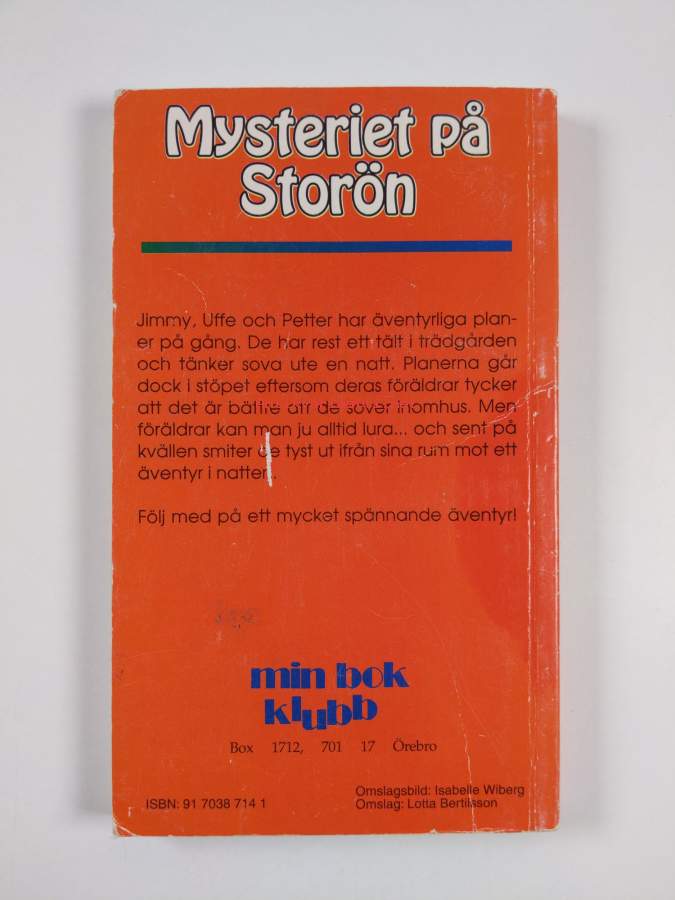 Mysteriet på
Storön
Jimmy, Uffe och Petter har äventyrliga plan-
er på gång. De har rest ett tält i trädgården
och tänker sova ute en natt. Planerna går
dock i stöpet eftersom deras föräldrar tycker
att det är bättre att de sover inomhus. Men
föräldrar kan man ju alltid lura... och sent på
kvällen smiter de tyst ut ifrån sina rum mot ett
äventyr i natten..
Följ med på ett mycket spännande äventyr!
min bok
klubb
Box 1712, 701 17 Örebro
Omslagsbild: Isabelle Wiberg
ISBN: 91 7038 714 1
Omslag: Lotta Bertilsson